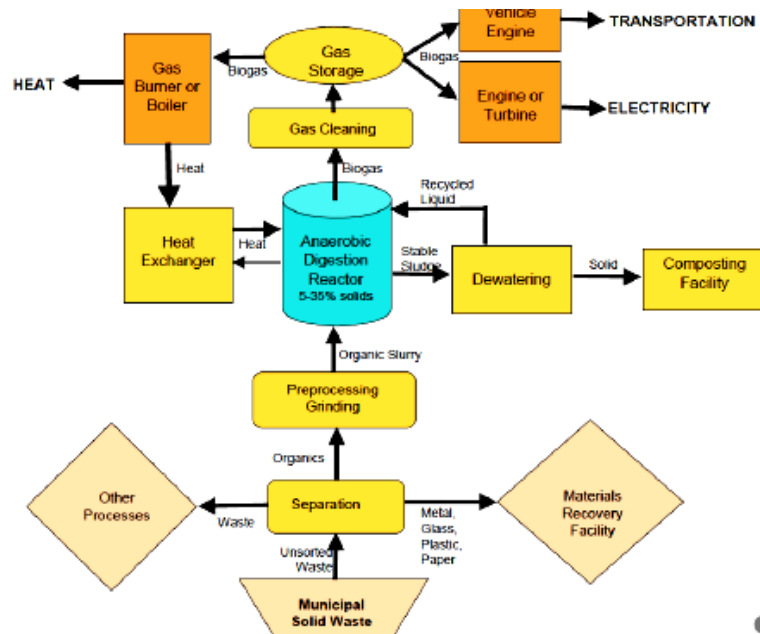 Vehicle
Engine
TRANSPORTATION
Gas
Storage
Biogas
Biogas
Gas
Burner or
Boiler
HEAT
Engine or
Turbine
ELECTRICITY
Gas Cleaning
Heat
Biogas
Recycled
Liquid
Heat
Exchanger
Heat
Anaerobic
Digestion
Reactor
5-35% solids
Stable
Sludge
Dewatering
Solid
Composting
Facility
Organic Slurry
Preprocessing
Grinding
Organics
Other
Processes
Waste
Separation
Metal,
Glass,
Plastic,
Paper
Materials
Recovery
Facility
Unsorted
Waste
Municipal
Solid Waste